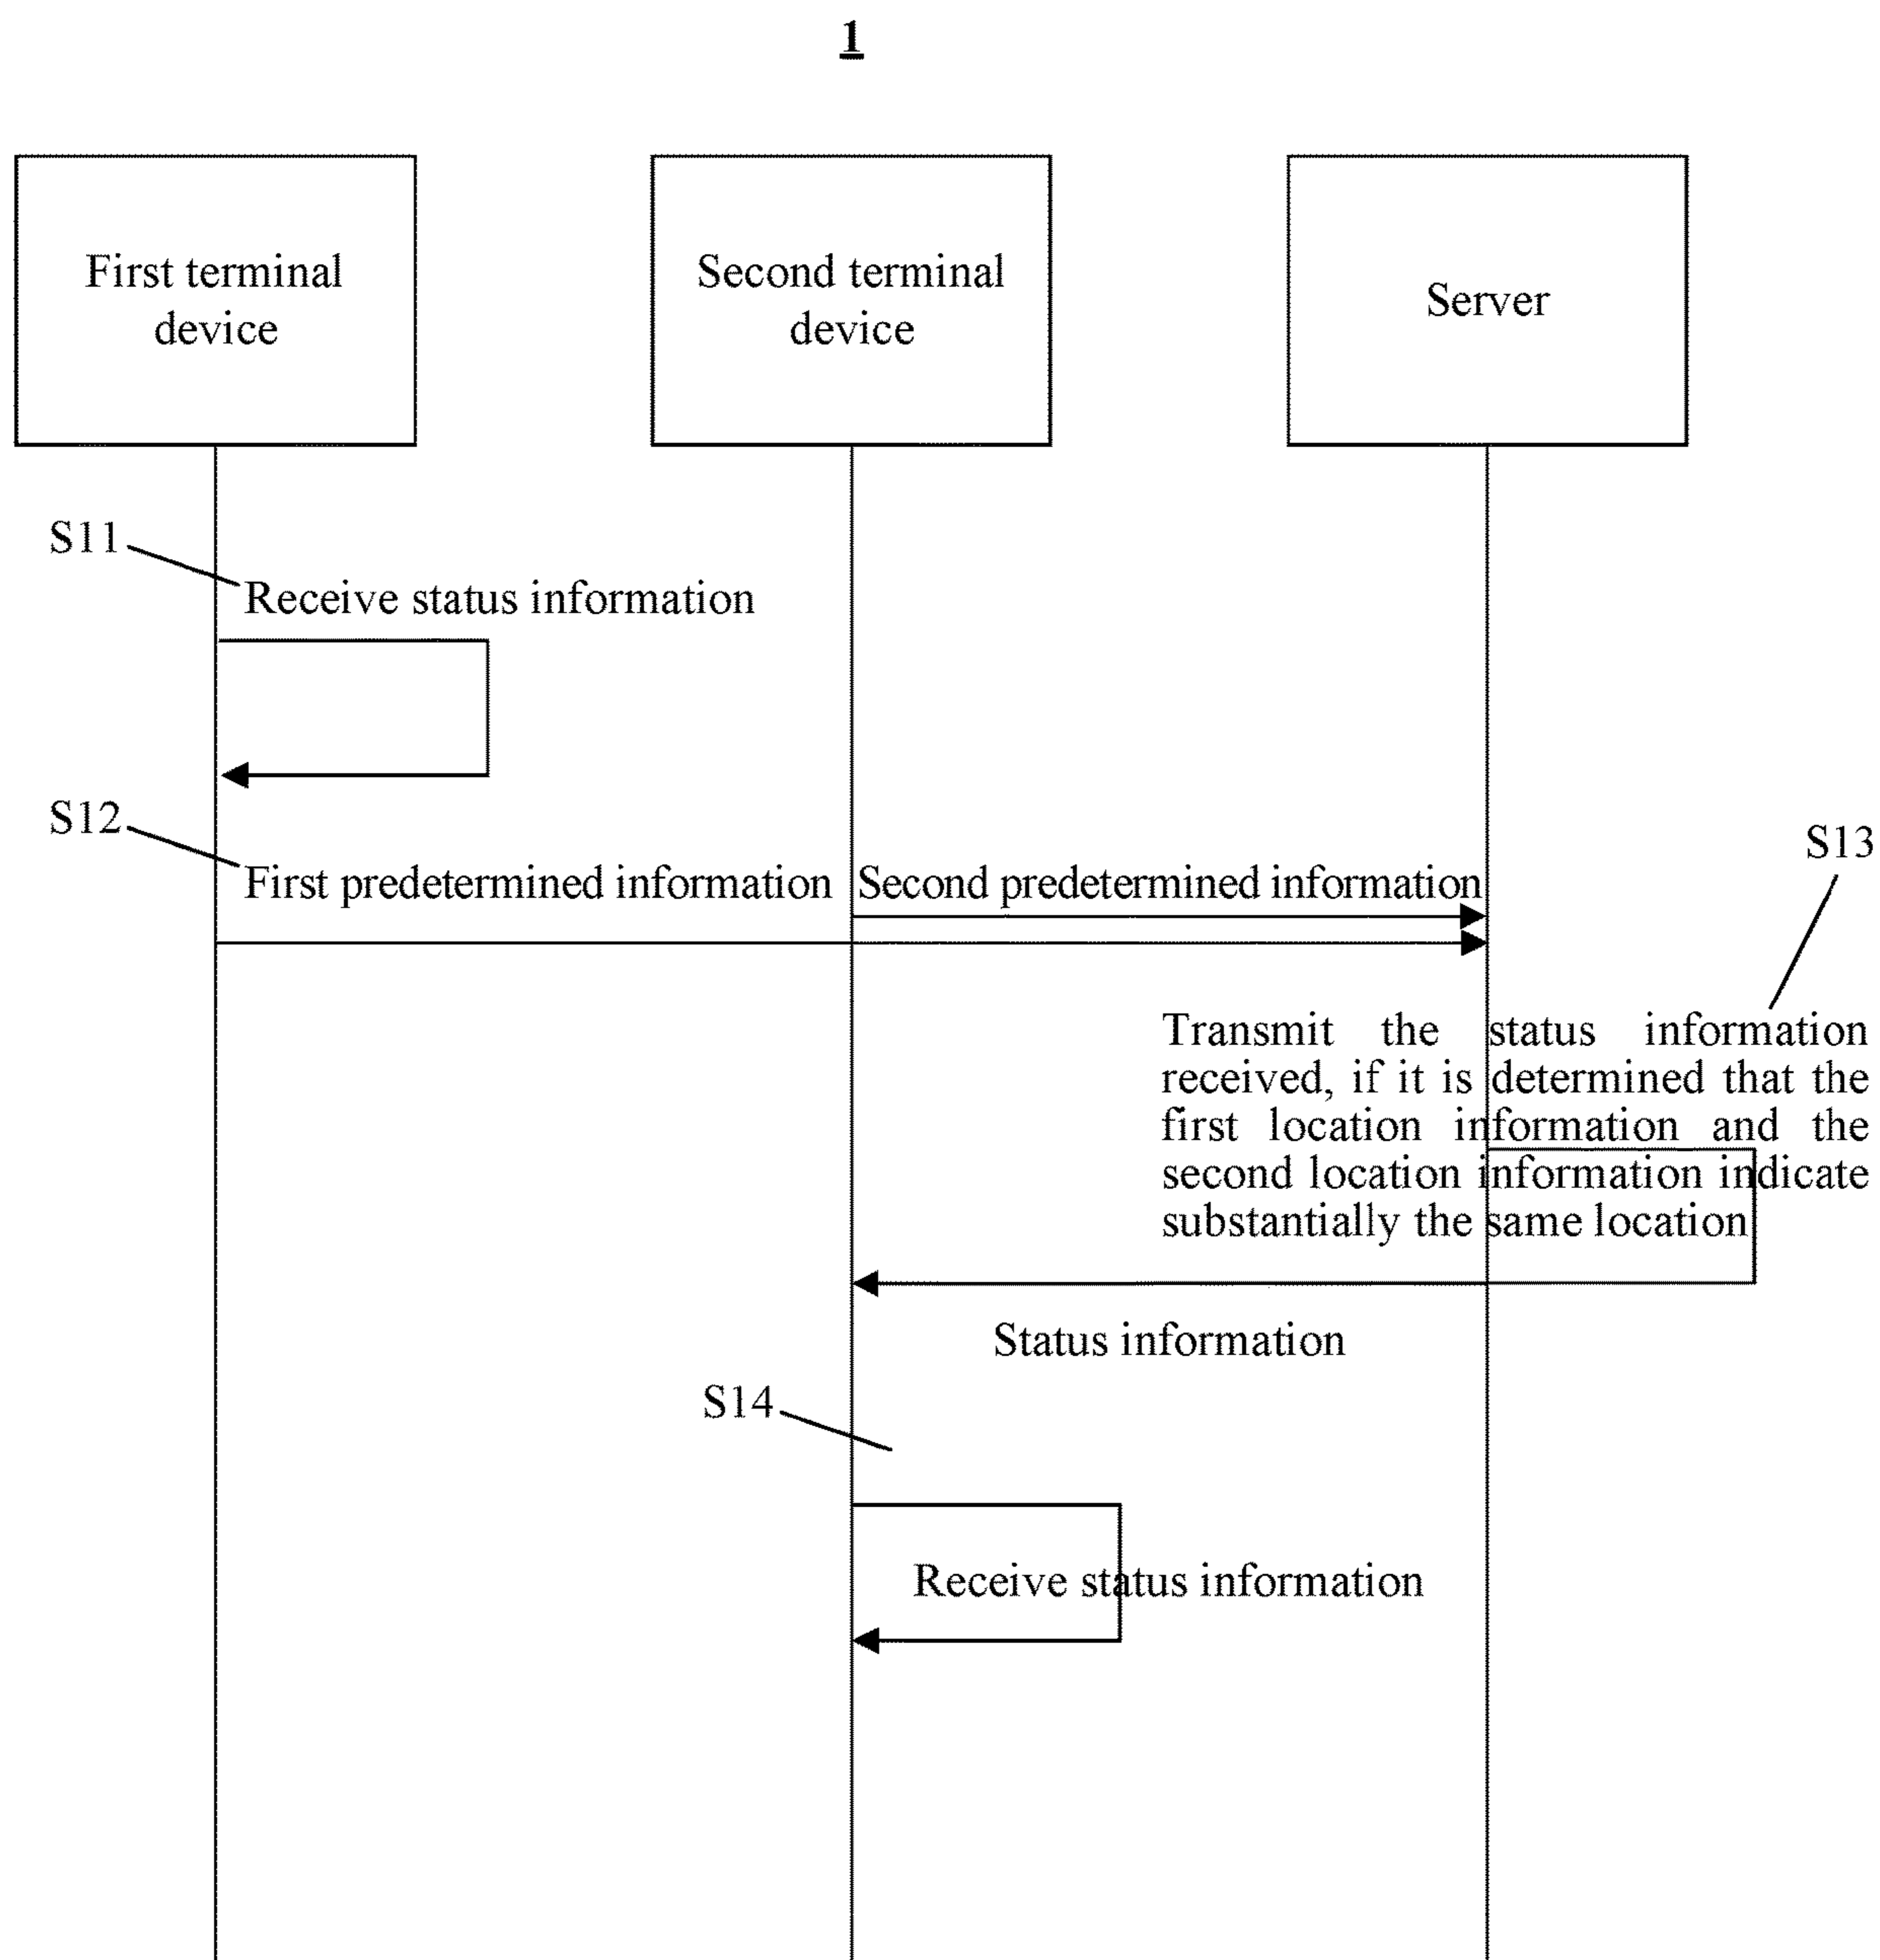 1
First terminal
device
Second terminal
device
Server
S11
Receive status information
S12
First predetermined information
Second predetermined information
S13
Transmit the status information
received, if it is determined that the
first location information and the
second location information indicate
substantially the same location
Status information
S14
Receive status information